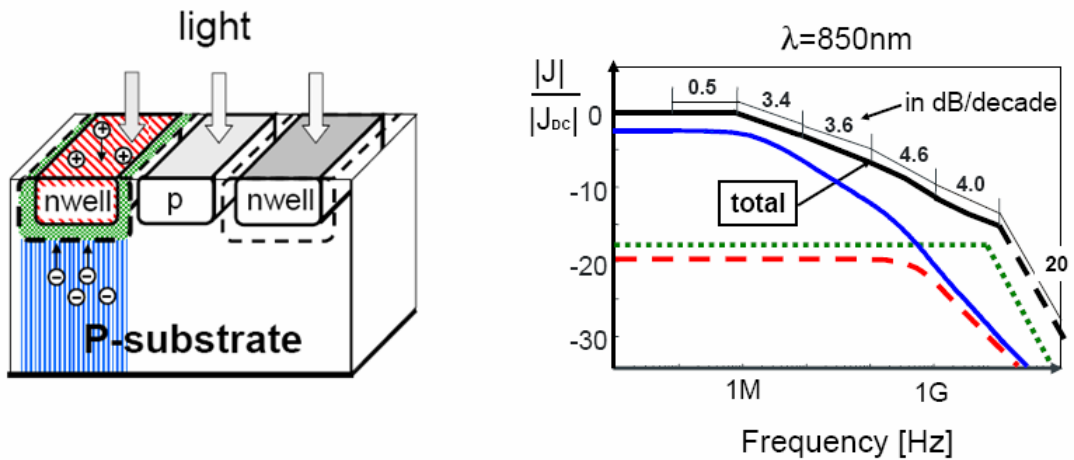 light
nwell
p
nwell
P-substrate
λ=850nm
|J|
|JDC|
0
-10
-20
-30
0.5
3.4
3.6
4.6
4.0
20
in dB/decade
total
1M
1G
Frequency [Hz]